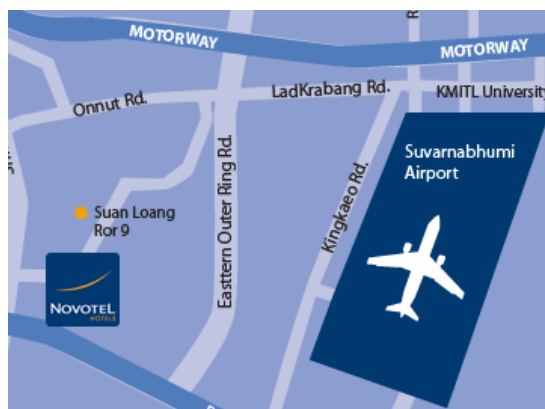 MOTORWAY
MOTORWAY
Onnut Rd.
LadKrabang Rd.
KMITL University
Suvarnabhumi
Airport
Kingkaeo Rd.
Easttern Outer Ring Rd.
Suan Loang
Ror 9
NOVOTEL
HOTELS